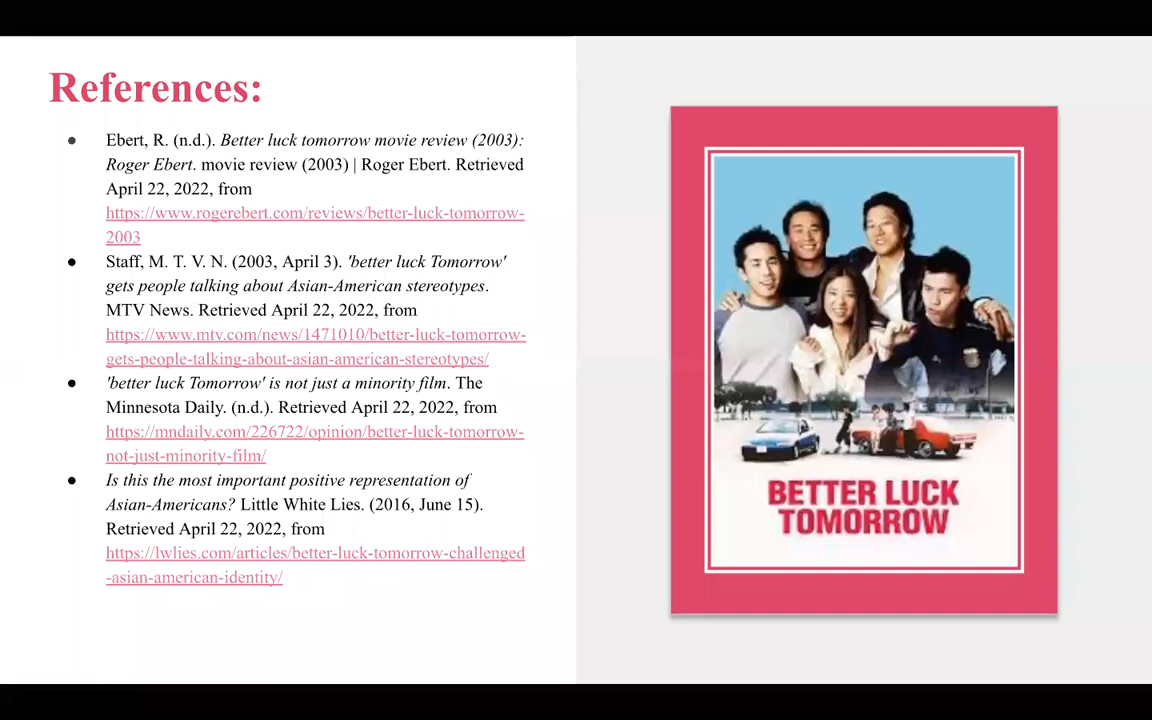 References:
Ebert, R. (n.d.). Better luck tomorrow movie review (2003):
Roger Ebert. movie review (2003) | Roger Ebert. Retrieved
April 22, 2022, from
https://www.rogerebert.com/reviews/better-luck-tomorrow-
2003
Staff, M. T. V. N. (2003, April 3). 'better luck Tomorrow'
gets people talking about Asian-American stereotypes.
MTV News. Retrieved April 22, 2022, from
https://www.mtv.com/news/1471010/better-luck-tomorrow-
gets-people-talking-about-asian-american-stereotypes/
'better luck Tomorrow' is not just a minority film. The
Minnesota Daily. (n.d.). Retrieved April 22, 2022, from
https://mndaily.com/226722/opinion/better-luck-tomorrow-
not-just-minority-film/
Is this the most important positive representation of
Asian-Americans? Little White Lies. (2016, June 15).
Retrieved April 22, 2022, from
https://lwlies.com/articles/better-luck-tomorrow-challenged
-asian-american-identity/
BETTER LUCK
TOMORROW